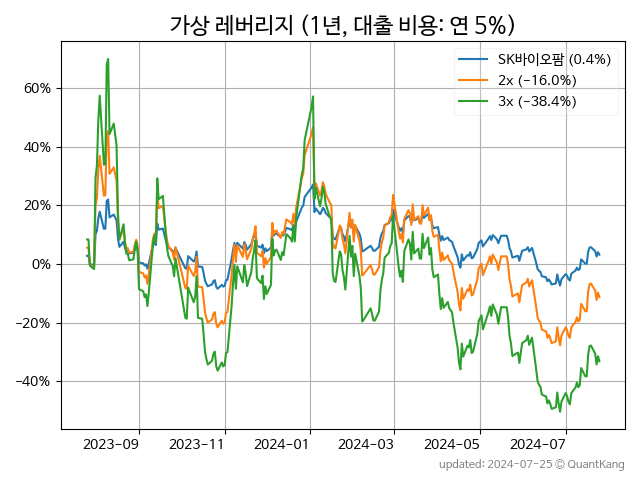 가상 레버리지 (1년, 대출 비용: 연 5%)
SK바이오팜 (0.4%)
2x (−16.0%)
3x (−38.4%)
60%
40%
20%
0%
−20%
−40%
2023-09
2023-11
2024-01
2024-03
2024-05
2024-07
updated: 2024-07-25 © QuantKang